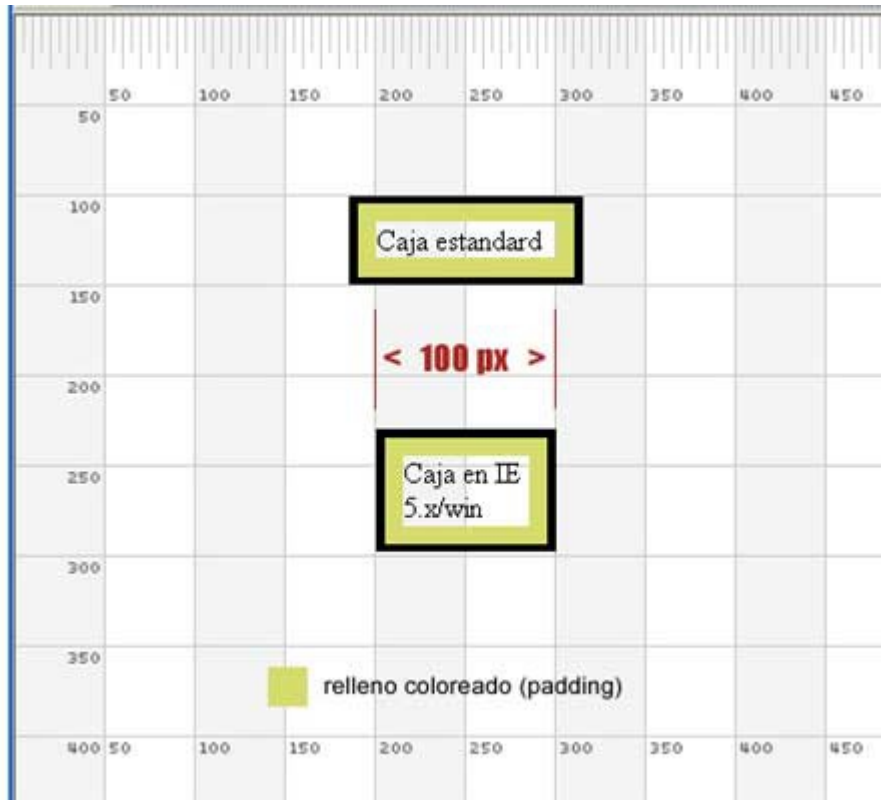 50 100 150 200 250 300 350 400 450
50
100
Caja estandard
150
< 100 px >
200
250
Caja en IE
5.x/win
300
350
relleno coloreado (padding)
400 50 100 150 200 250 300 350 400 450